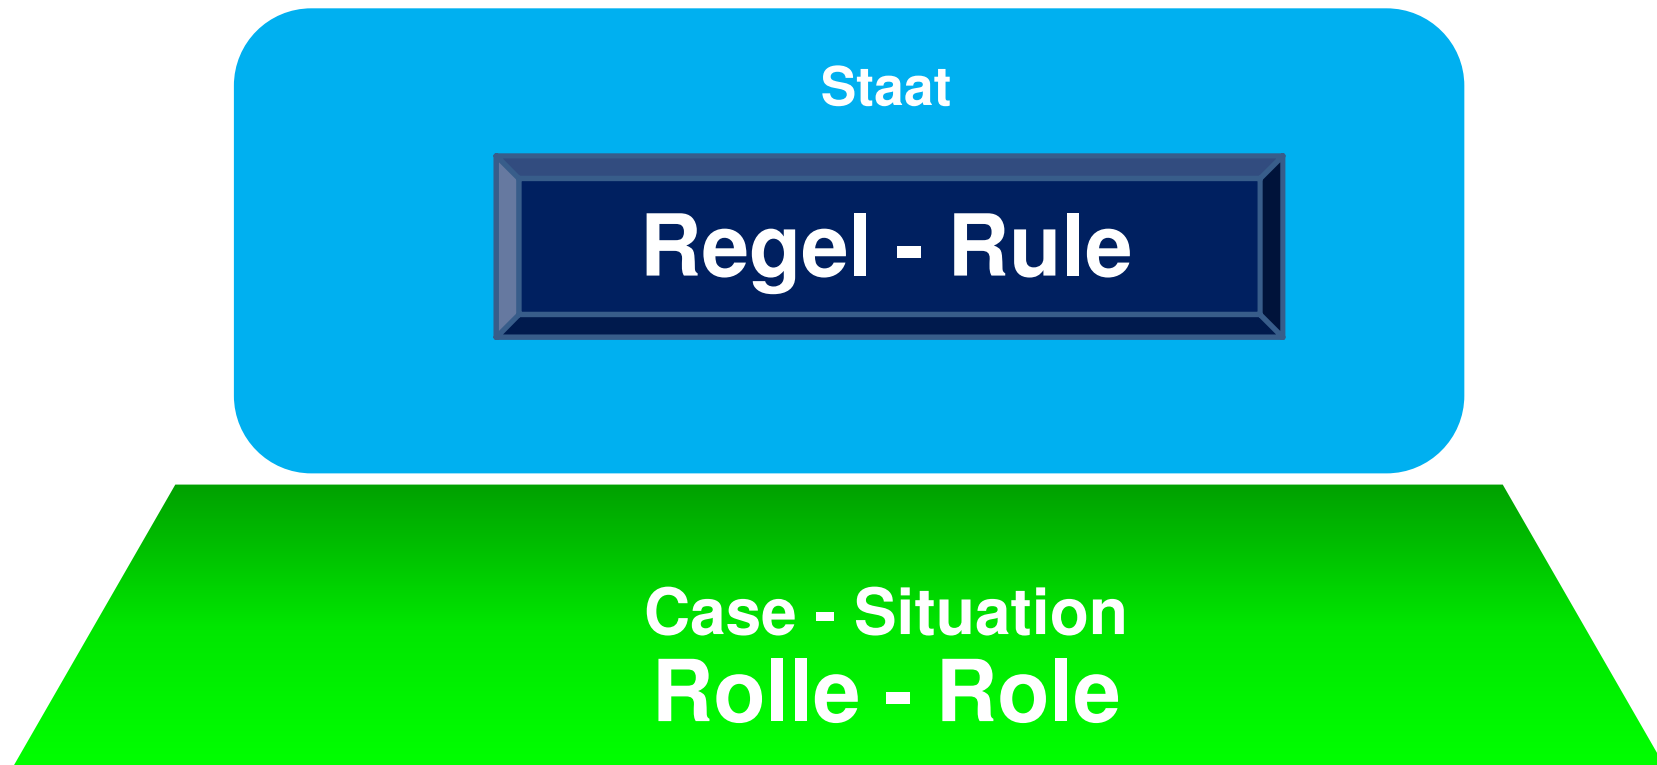 Staat
Regel - Rule
Case - Situation
Rolle - Role